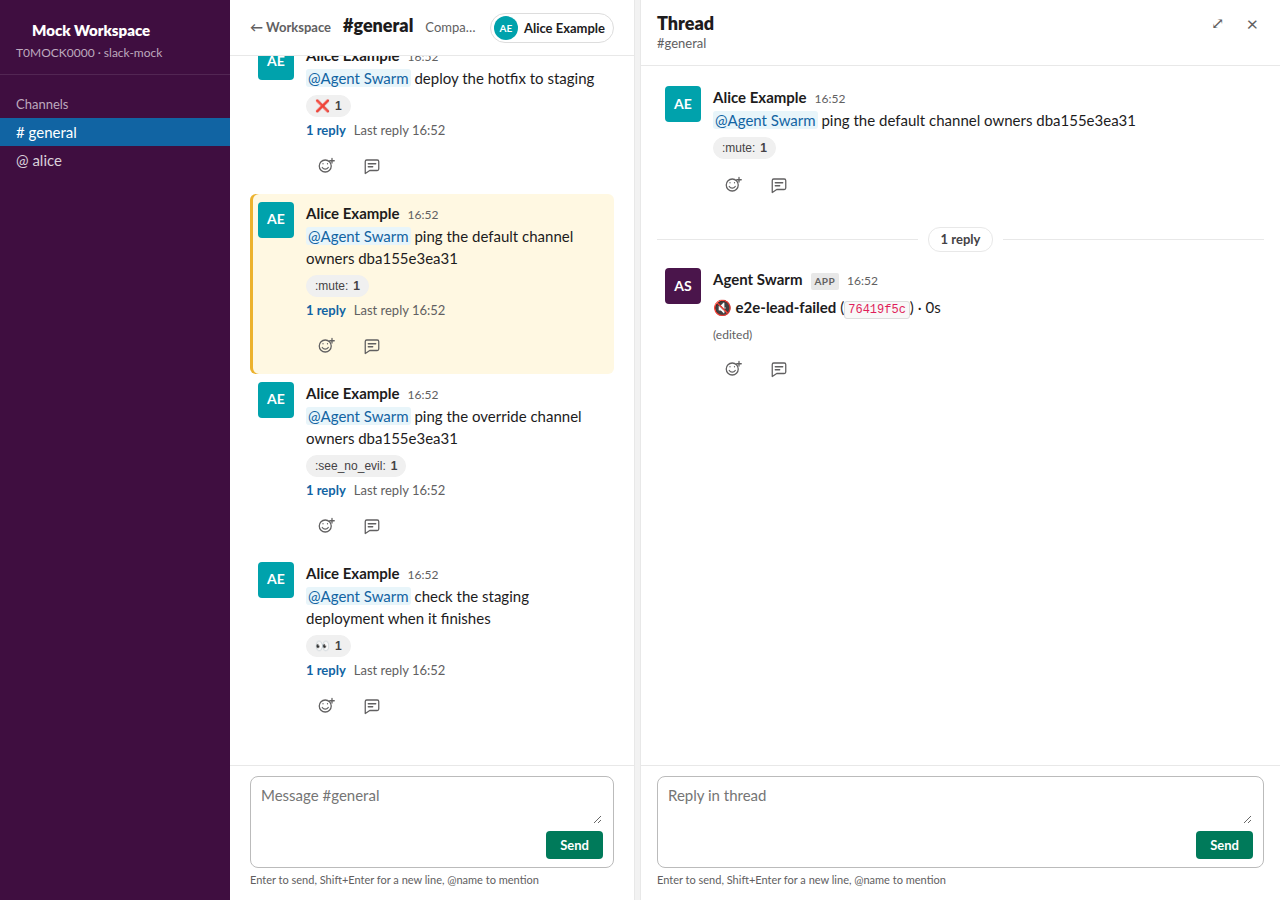 Mock Workspace
T0MOCK0000 · slack-mock
Channels
# general
@ alice
← Workspace #general Compa... AE Alice Example
AE Alice Example 16:52
@Agent Swarm deploy the hotfix to staging
❌ 1
1 reply Last reply 16:52
AE Alice Example 16:52
@Agent Swarm ping the default channel
owners dba155e3ea31
:mute: 1
1 reply Last reply 16:52
AE Alice Example 16:52
@Agent Swarm ping the override channel
owners dba155e3ea31
:see_no_evil: 1
1 reply Last reply 16:52
AE Alice Example 16:52
@Agent Swarm check the staging
deployment when it finishes
👀 1
1 reply Last reply 16:52
Message #general
Send
Enter to send, Shift+Enter for a new line, @name to mention
Thread
#general
AE Alice Example 16:52
@Agent Swarm ping the default channel owners dba155e3ea31
:mute: 1
1 reply
AS Agent Swarm APP 16:52
🔇 e2e-lead-failed (76419f5c) · 0s
(edited)
Reply in thread
Send
Enter to send, Shift+Enter for a new line, @name to mention